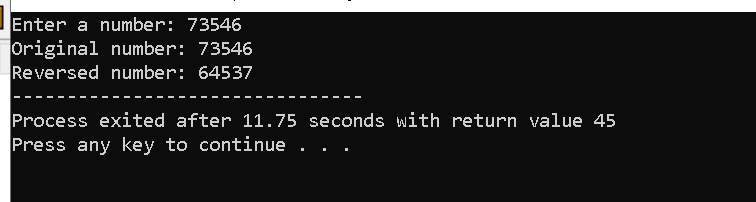 Enter a number: 73546
Original number: 73546
Reversed number: 64537
--------------------------------
Process exited after 11.75 seconds with return value 45
Press any key to continue . . .